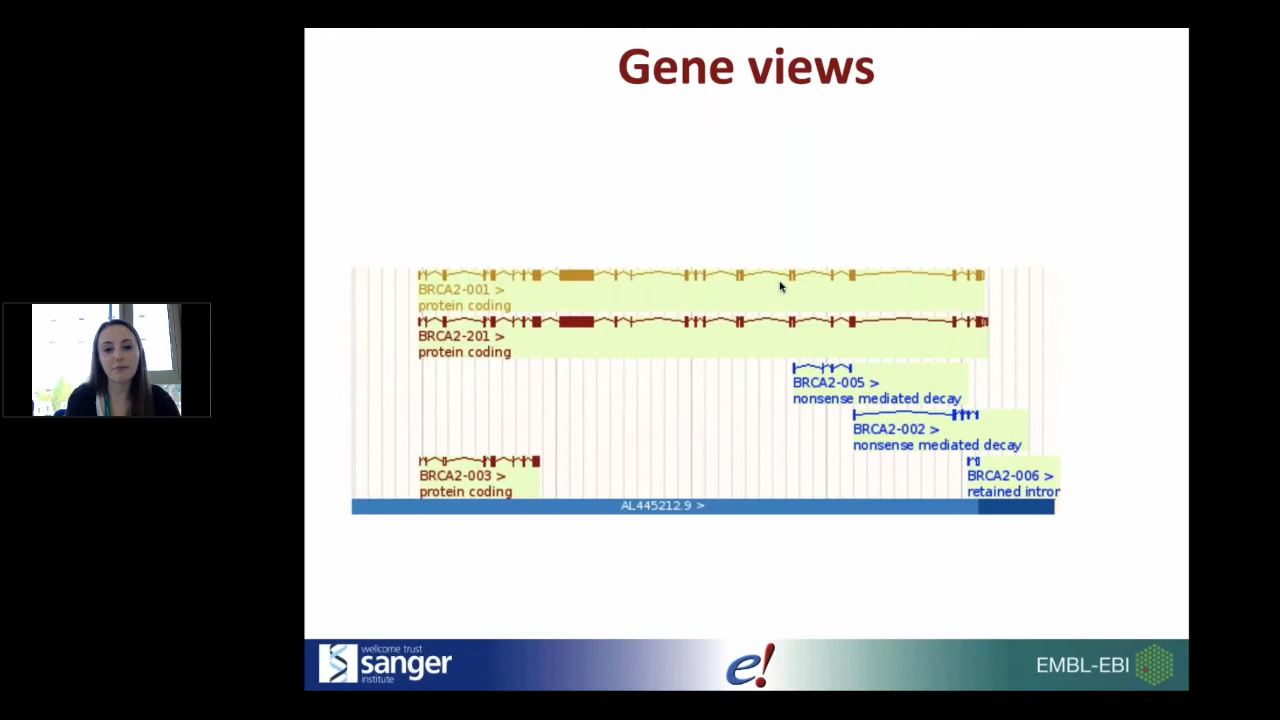 Gene views
BRCA2-001 >
protein coding
BRCA2-201 >
protein coding
BRCA2-005 >
nonsense mediated decay
BRCA2-002 >
nonsense mediated decay
BRCA2-003 >
protein coding
BRCA2-006 >
retained intror
AL445212.9 >
wellcome trust
sanger
institute
e!
EMBL-EBI